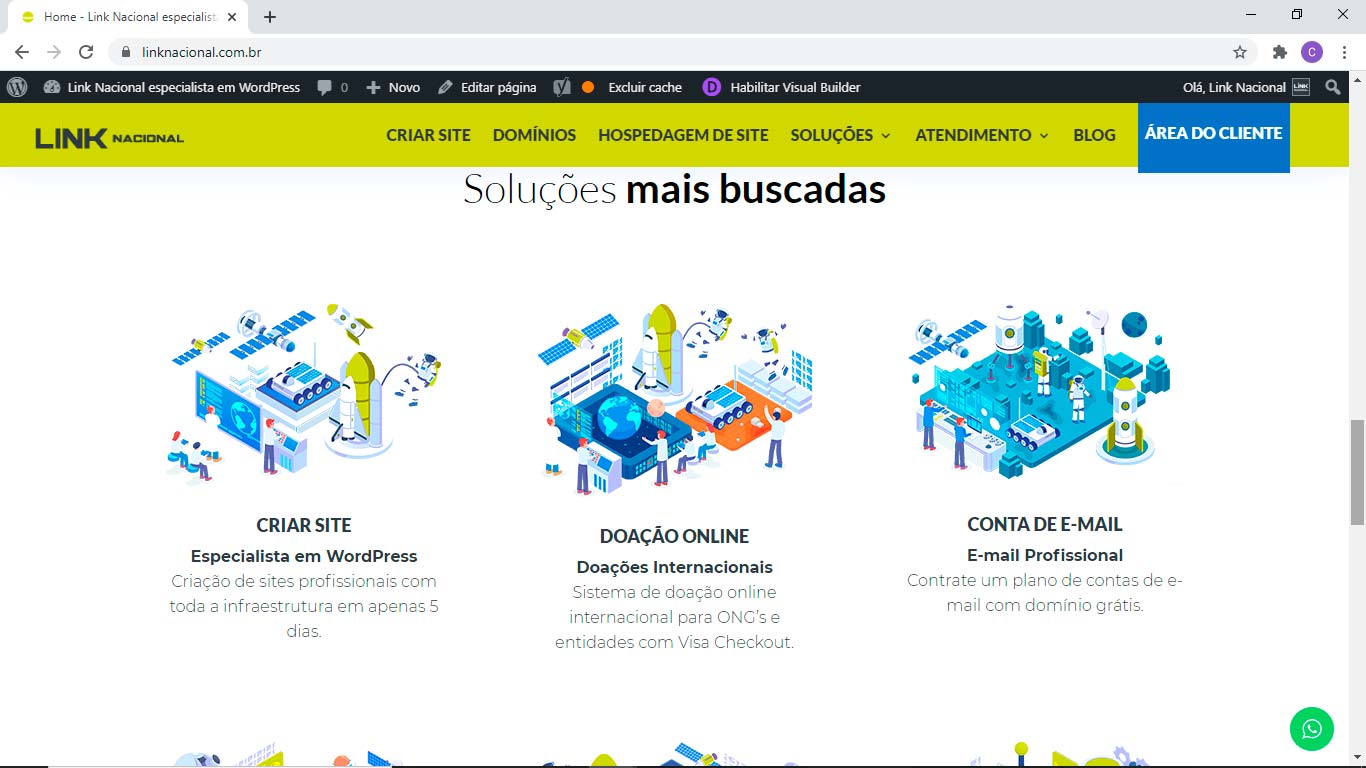 Home - Link Nacional especialist
linknacional.com.br
C
Link Nacional especialista em WordPress 0 Novo Editar página Excluir cache D Habilitar Visual Builder Olá, Link Nacional
LINK NACIONAL CRIAR SITE DOMÍNIOS HOSPEDAGEM DE SITE SOLUÇÕES ATENDIMENTO BLOG ÁREA DO CLIENTE
Soluções mais buscadas
CRIAR SITE
Especialista em WordPress
Criação de sites profissionais com
toda a infraestrutura em apenas 5
dias.
DOAÇÃO ONLINE
Doações Internacionais
Sistema de doação online
internacional para ONG’s e
entidades com Visa Checkout.
CONTA DE E-MAIL
E-mail Profissional
Contrate um plano de contas de e-
mail com domínio grátis.